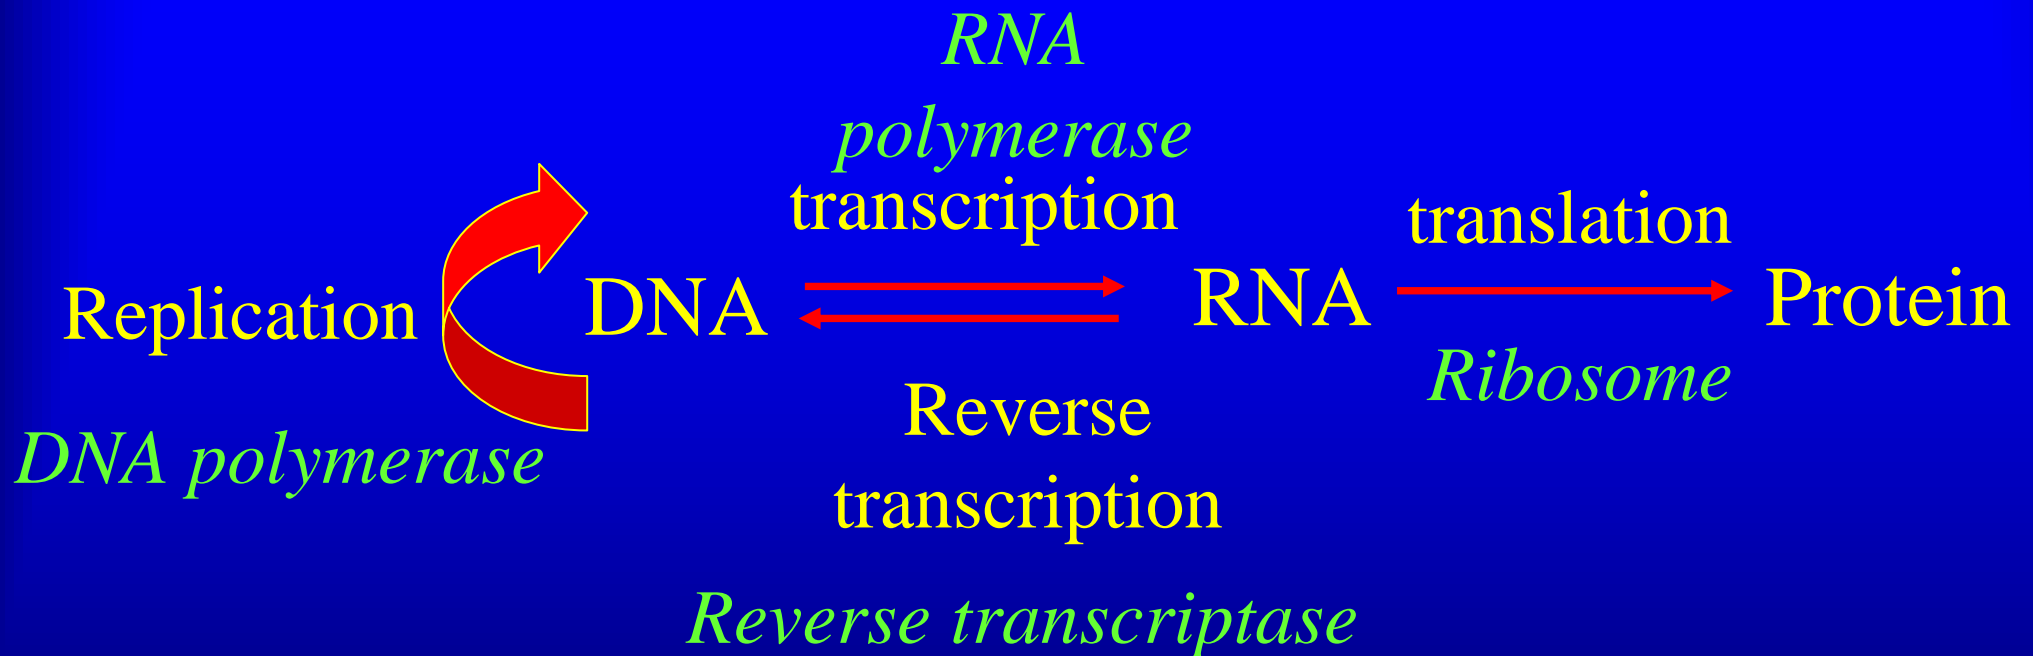 RNA
polymerase
transcription
translation
Replication
DNA
RNA
Protein
Ribosome
DNA polymerase
Reverse
transcription
Reverse transcriptase